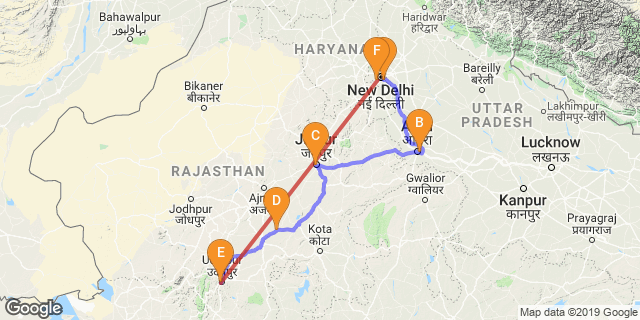 Bahawalpur
بہاولپور
Haridwar
हरिद्वार
HARYANA
F
Bareilly
बरेली
Bikaner
बीकानेर
New Delhi
नई दिल्ली
UTTAR
PRADESH
Lakhimpur
लखीमपुर-खीरी
B
C
Lucknow
लखनऊ
RAJASTHAN
Gwalior
ग्वालियर
Kanpur
कानपुर
Jodhpur
जोधपुर
D
Kota
कोटा
Prayagraj
प्रयागराज
E
Google
Map data ©2019 Google